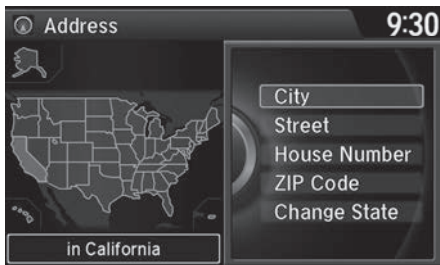 Address
9:30
City
Street
House Number
ZIP Code
Change State
in California